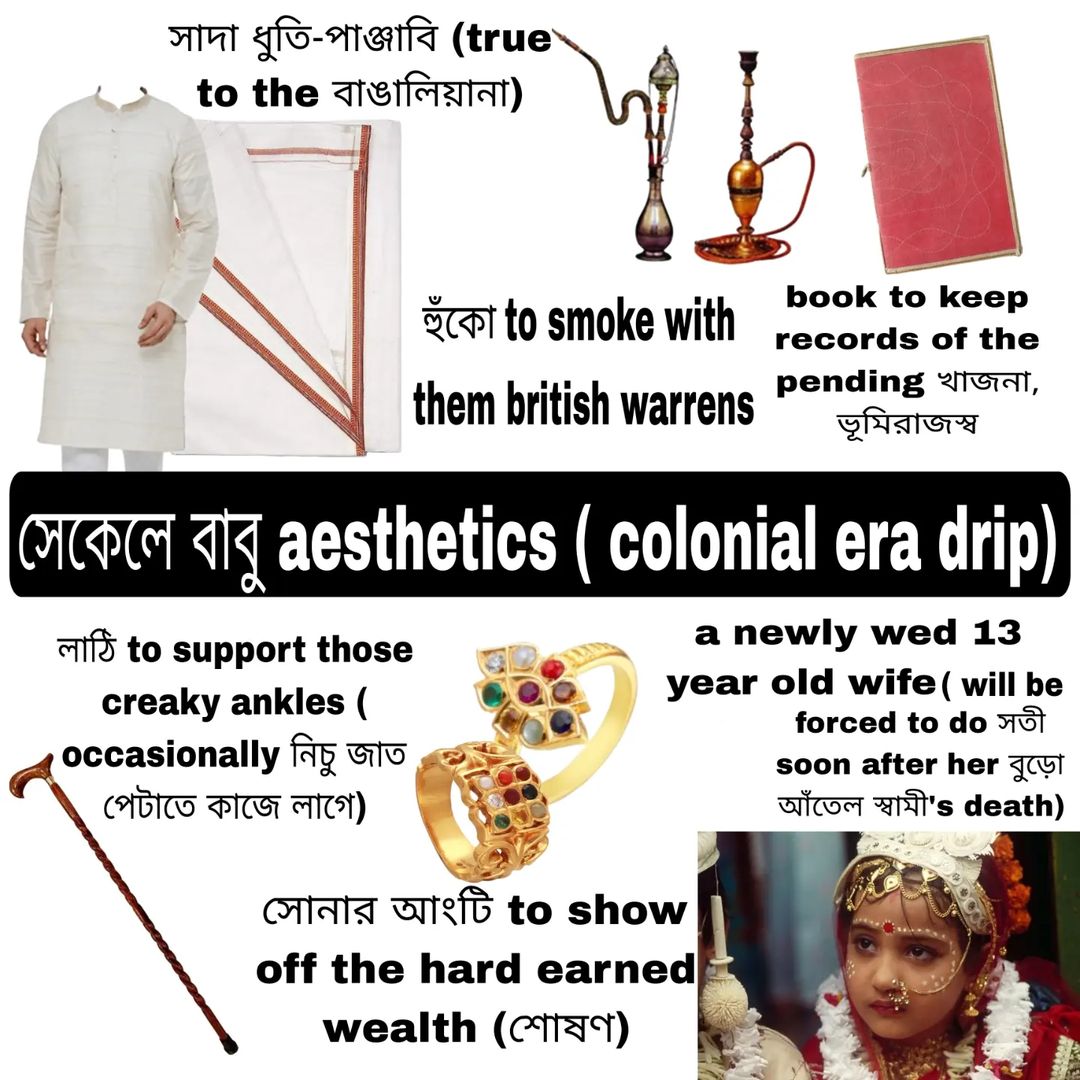 সাদা ধুতি-পাঞ্জাবি (true
to the বাঙালিয়ানা)
হুঁকো to smoke with
them british warrens
book to keep
records of the
pending খাজনা,
ভূমিরাজস্ব
সেকেলে বাবু aesthetics ( colonial era drip)
লাঠি to support those
creaky ankles (
occasionally নিচু জাত
পেটাতে কাজে লাগে)
সোনার আংটি to show
off the hard earned
wealth (শোষণ)
a newly wed 13
year old wife( will be
forced to do সতী
soon after her বুড়ো
আঁতেল স্বামী's death)